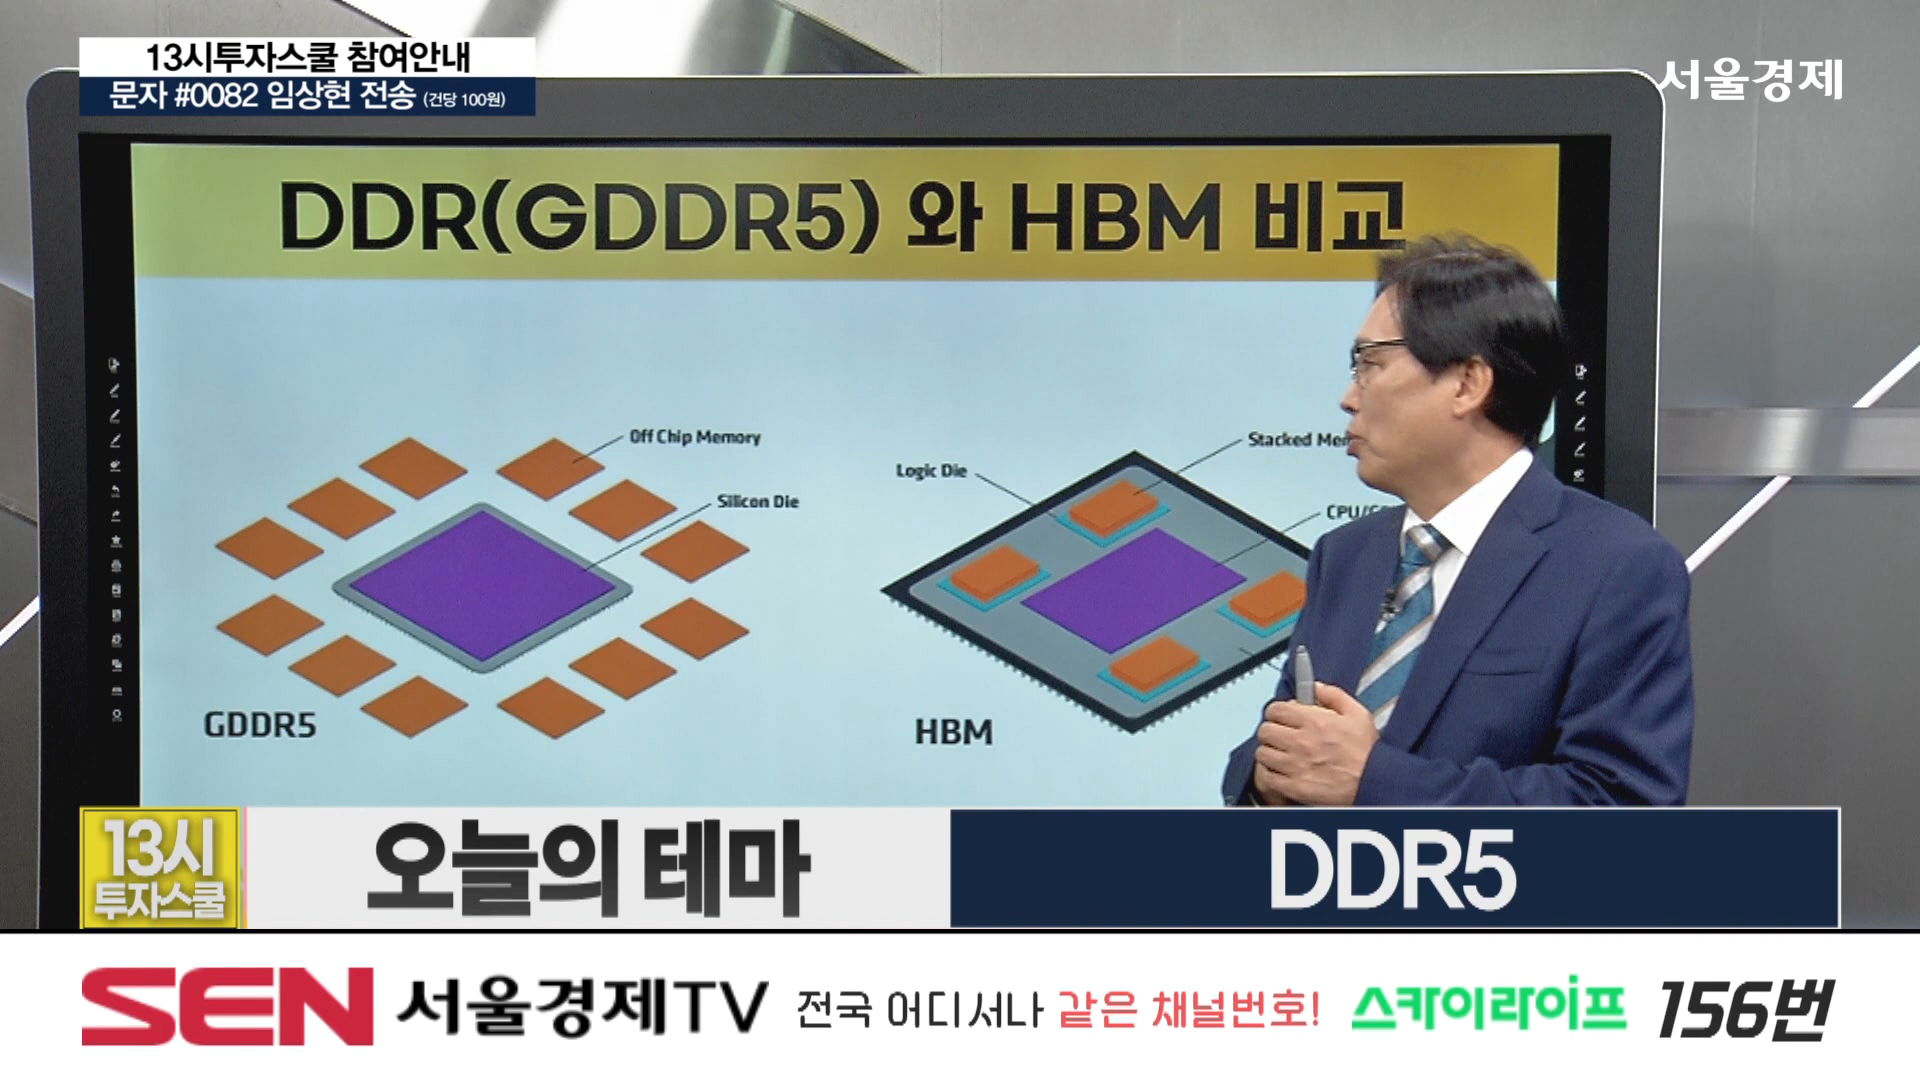 13시투자스쿨 참여안내
문자 #0082 임상현 전송 (건당 100원)
서울경제
DDR(GDDR5) 와 HBM 비교
Off Chip Memory
Silicon Die
GDDR5
Logic Die
Stacked
HBM
13시
투자스쿨
오늘의 테마
DDR5
SEN 서울경제TV 전국 어디서나 같은 채널번호! 스카이라이프 156번